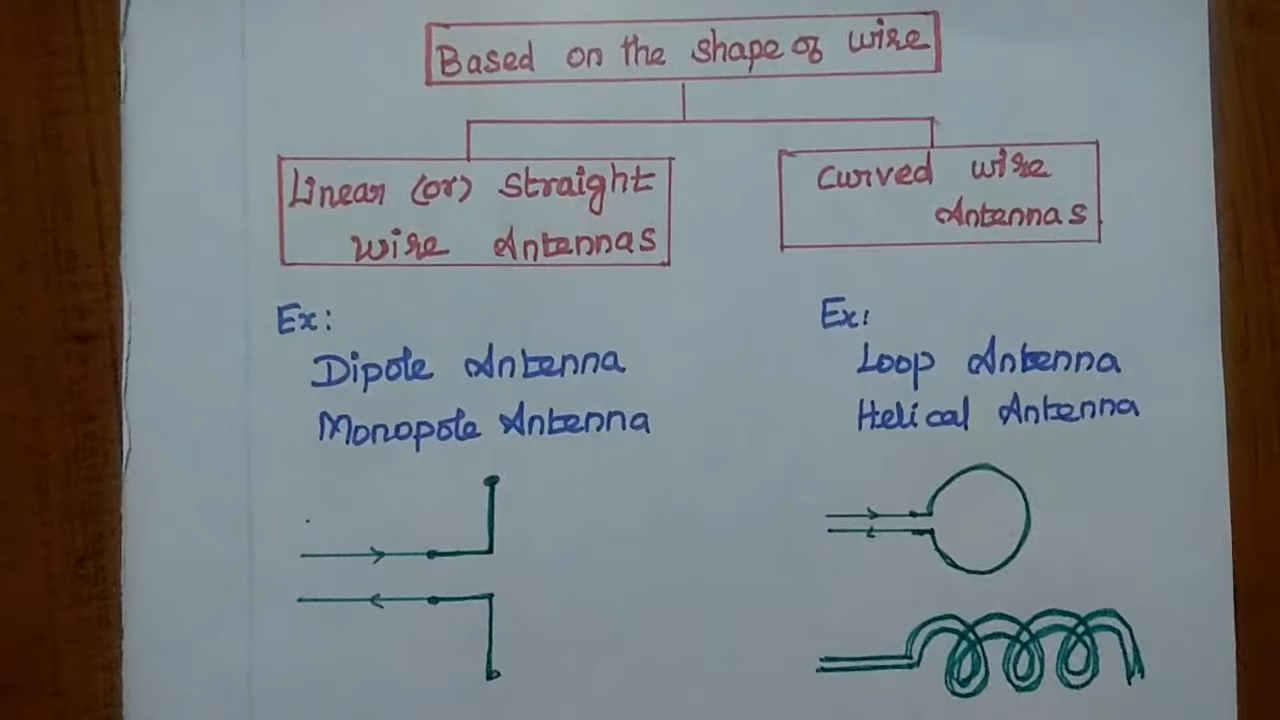 Based on the shape of wire
Linear (or) straight
wire Antennas
Curved wire
Antennas
Ex:
Dipole Antenna
Monopole Antenna
Ex:
Loop Antenna
Helical Antenna